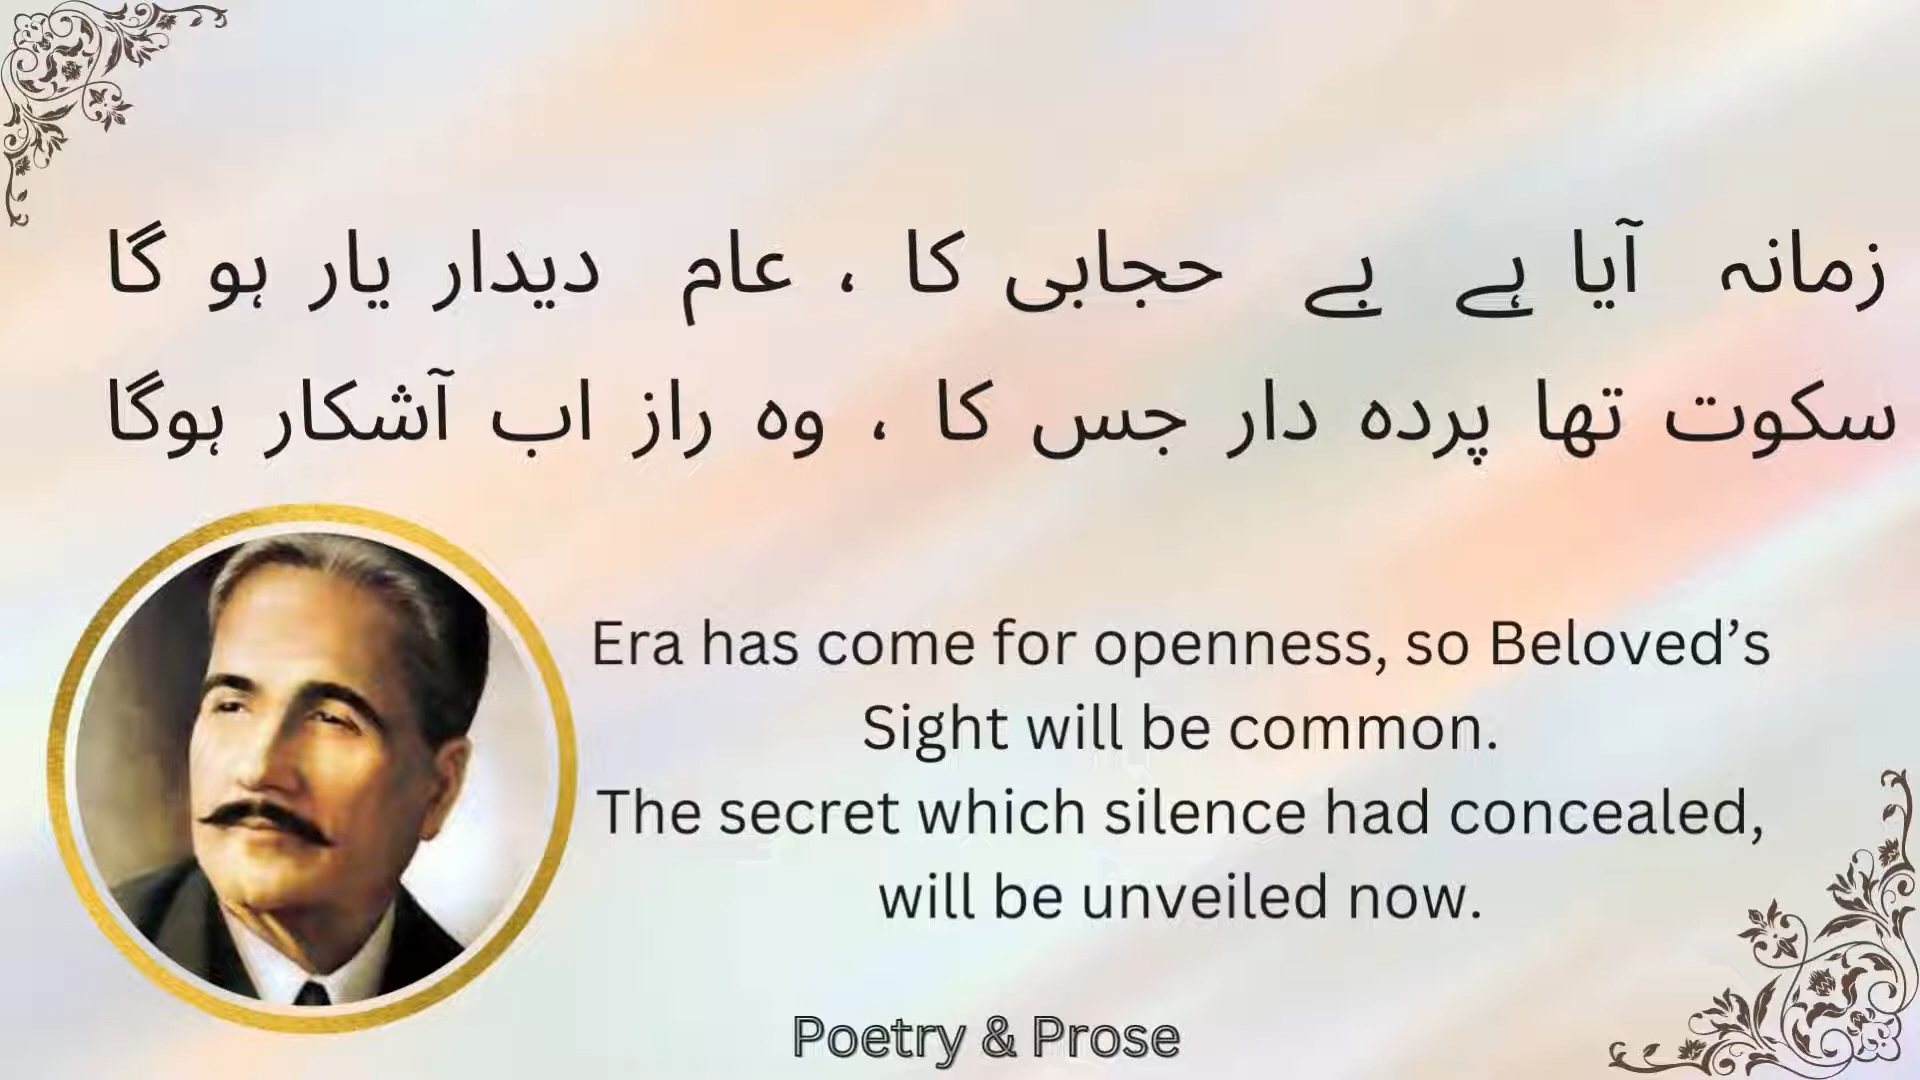 زمانہ آیا ہے بے حجابی کا ، عام دیدار یار ہو گا
سکوت تھا پردہ دار جس کا ، وہ راز اب آشکار ہوگا
Era has come for openness, so Beloved’s
Sight will be common.
The secret which silence had concealed,
will be unveiled now.
Poetry & Prose